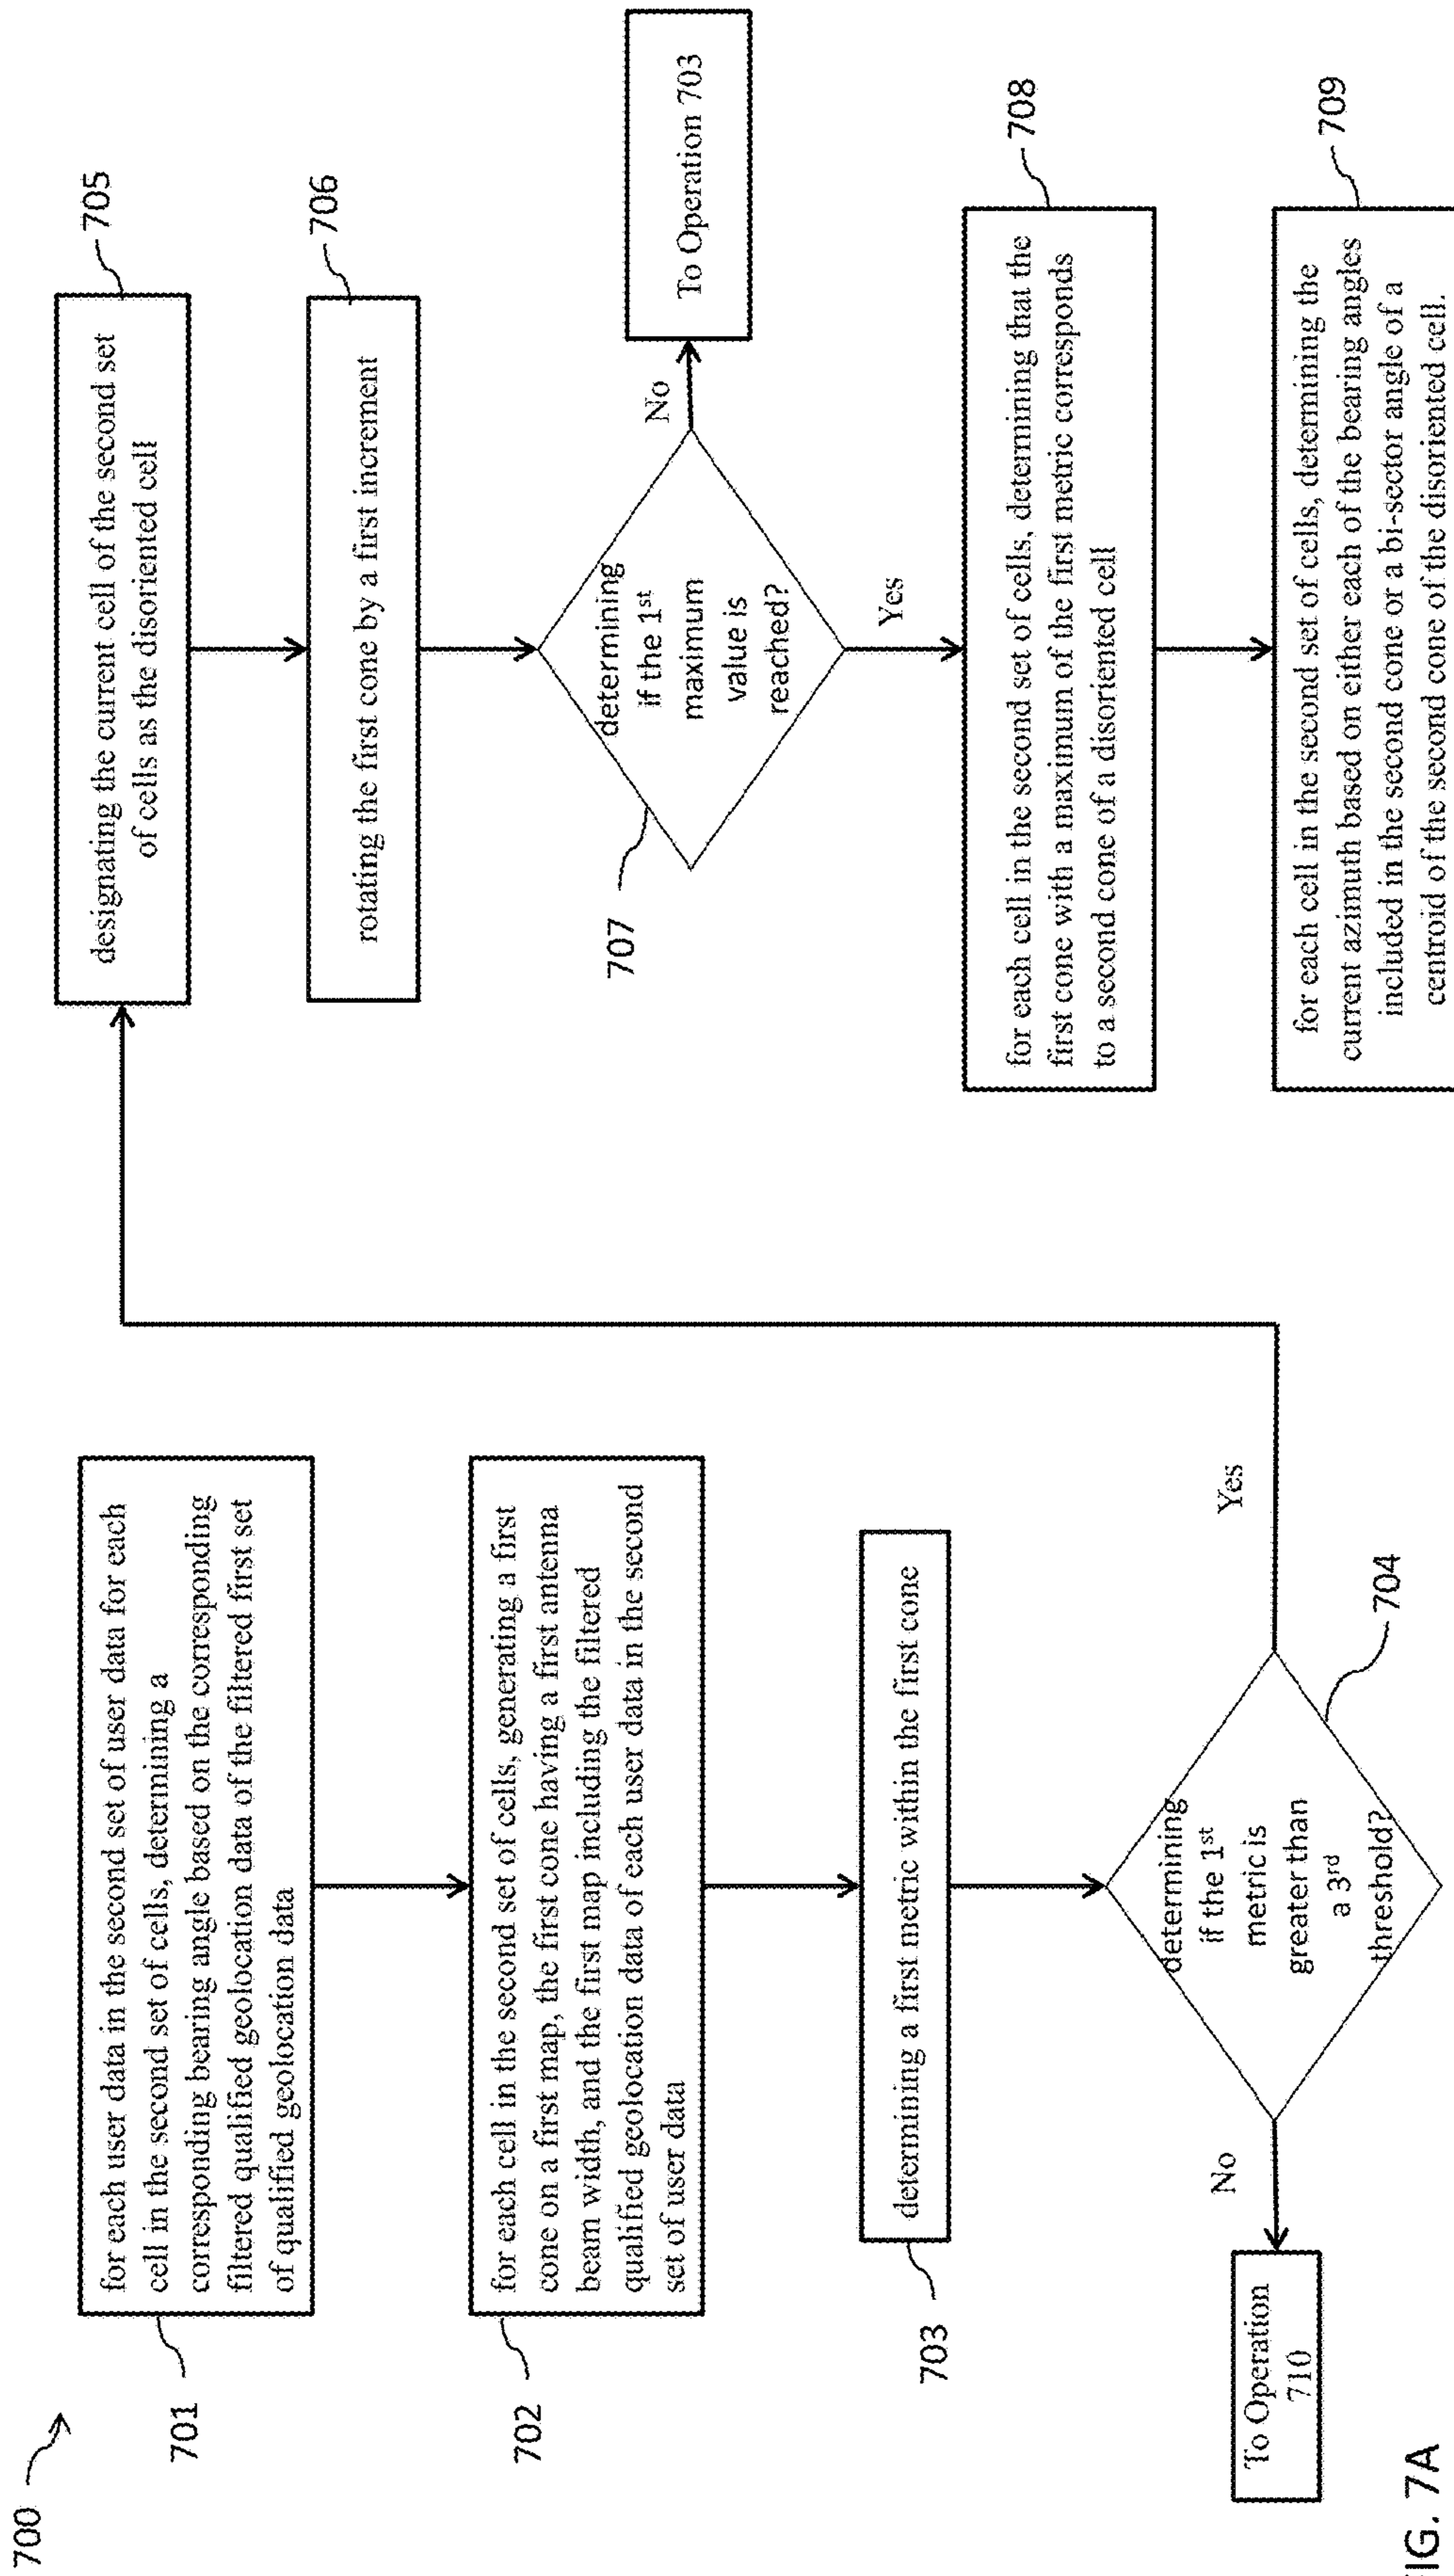 700
701
for each user data in the second set of user data for each
cell in the second set of cells, determining a
corresponding bearing angle based on the corresponding
filtered qualified geolocation data of the filtered first set
of qualified geolocation data
702
for each cell in the second set of cells, generating a first
cone on a first map, the first cone having a first antenna
beam width, and the first map including the filtered
qualified geolocation data of each user data in the second
set of user data
703
determining a first metric within the first cone
704
determining
if the 1st
metric is
greater than
a 3rd
threshold?
No
To Operation
710
Yes
705
designating the current cell of the second set
of cells as the disoriented cell
706
rotating the first cone by a first increment
707
determining
if the 1st
maximum
value is
reached?
No
To Operation 703
Yes
708
for each cell in the second set of cells, determining that the
first cone with a maximum of the first metric corresponds
to a second cone of a disoriented cell
709
for each cell in the second set of cells, determining the
current azimuth based on either each of the bearing angles
included in the second cone or a bi-sector angle of a
centroid of the second cone of the disoriented cell.
FIG. 7A